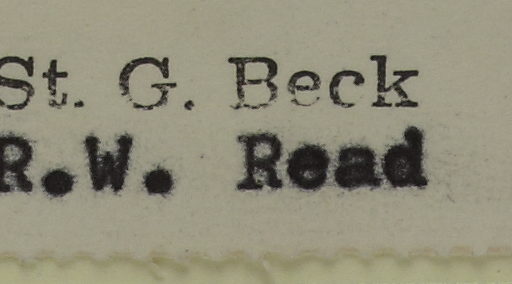 St. G. Beck
R.W. Read